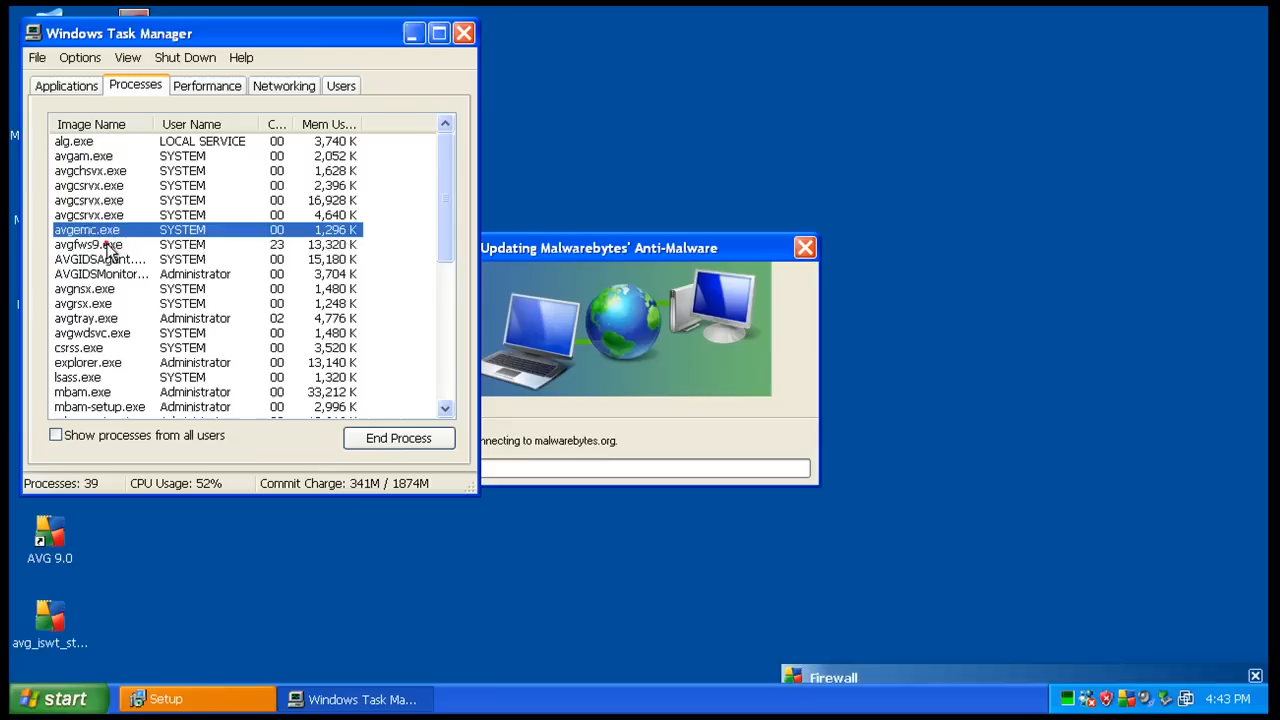 Windows Task Manager
File Options View Shut Down Help
Applications Processes Performance Networking Users
Image Name User Name C... Mem Us...
alg.exe LOCAL SERVICE 00 3,740 K
avgam.exe SYSTEM 00 2,052 K
avgchsvx.exe SYSTEM 00 1,628 K
avgcsrvx.exe SYSTEM 00 2,396 K
avgcsrvx.exe SYSTEM 00 16,928 K
avgcsrvx.exe SYSTEM 00 4,640 K
avgemc.exe SYSTEM 00 1,296 K
avgfws9.exe SYSTEM 23 13,320 K
AVGIDSAgent.... SYSTEM 00 15,180 K
AVGIDSMonitor... Administrator 00 3,704 K
avgnsx.exe SYSTEM 00 1,480 K
avgrsx.exe SYSTEM 00 1,248 K
avgtray.exe Administrator 02 4,776 K
avgwdsvc.exe SYSTEM 00 1,480 K
csrss.exe SYSTEM 00 3,520 K
explorer.exe Administrator 00 13,140 K
lsass.exe SYSTEM 00 1,320 K
mbam.exe Administrator 00 33,212 K
mbam-setup.exe Administrator 00 2,996 K
Show processes from all users
End Process
Processes: 39 CPU Usage: 52% Commit Charge: 341M / 1874M
Updating Malwarebytes' Anti-Malware
nnecting to malwarebytes.org.
AVG 9.0
avg_iswt_st...
Firewall
start Setup Windows Task Ma... 4:43 PM